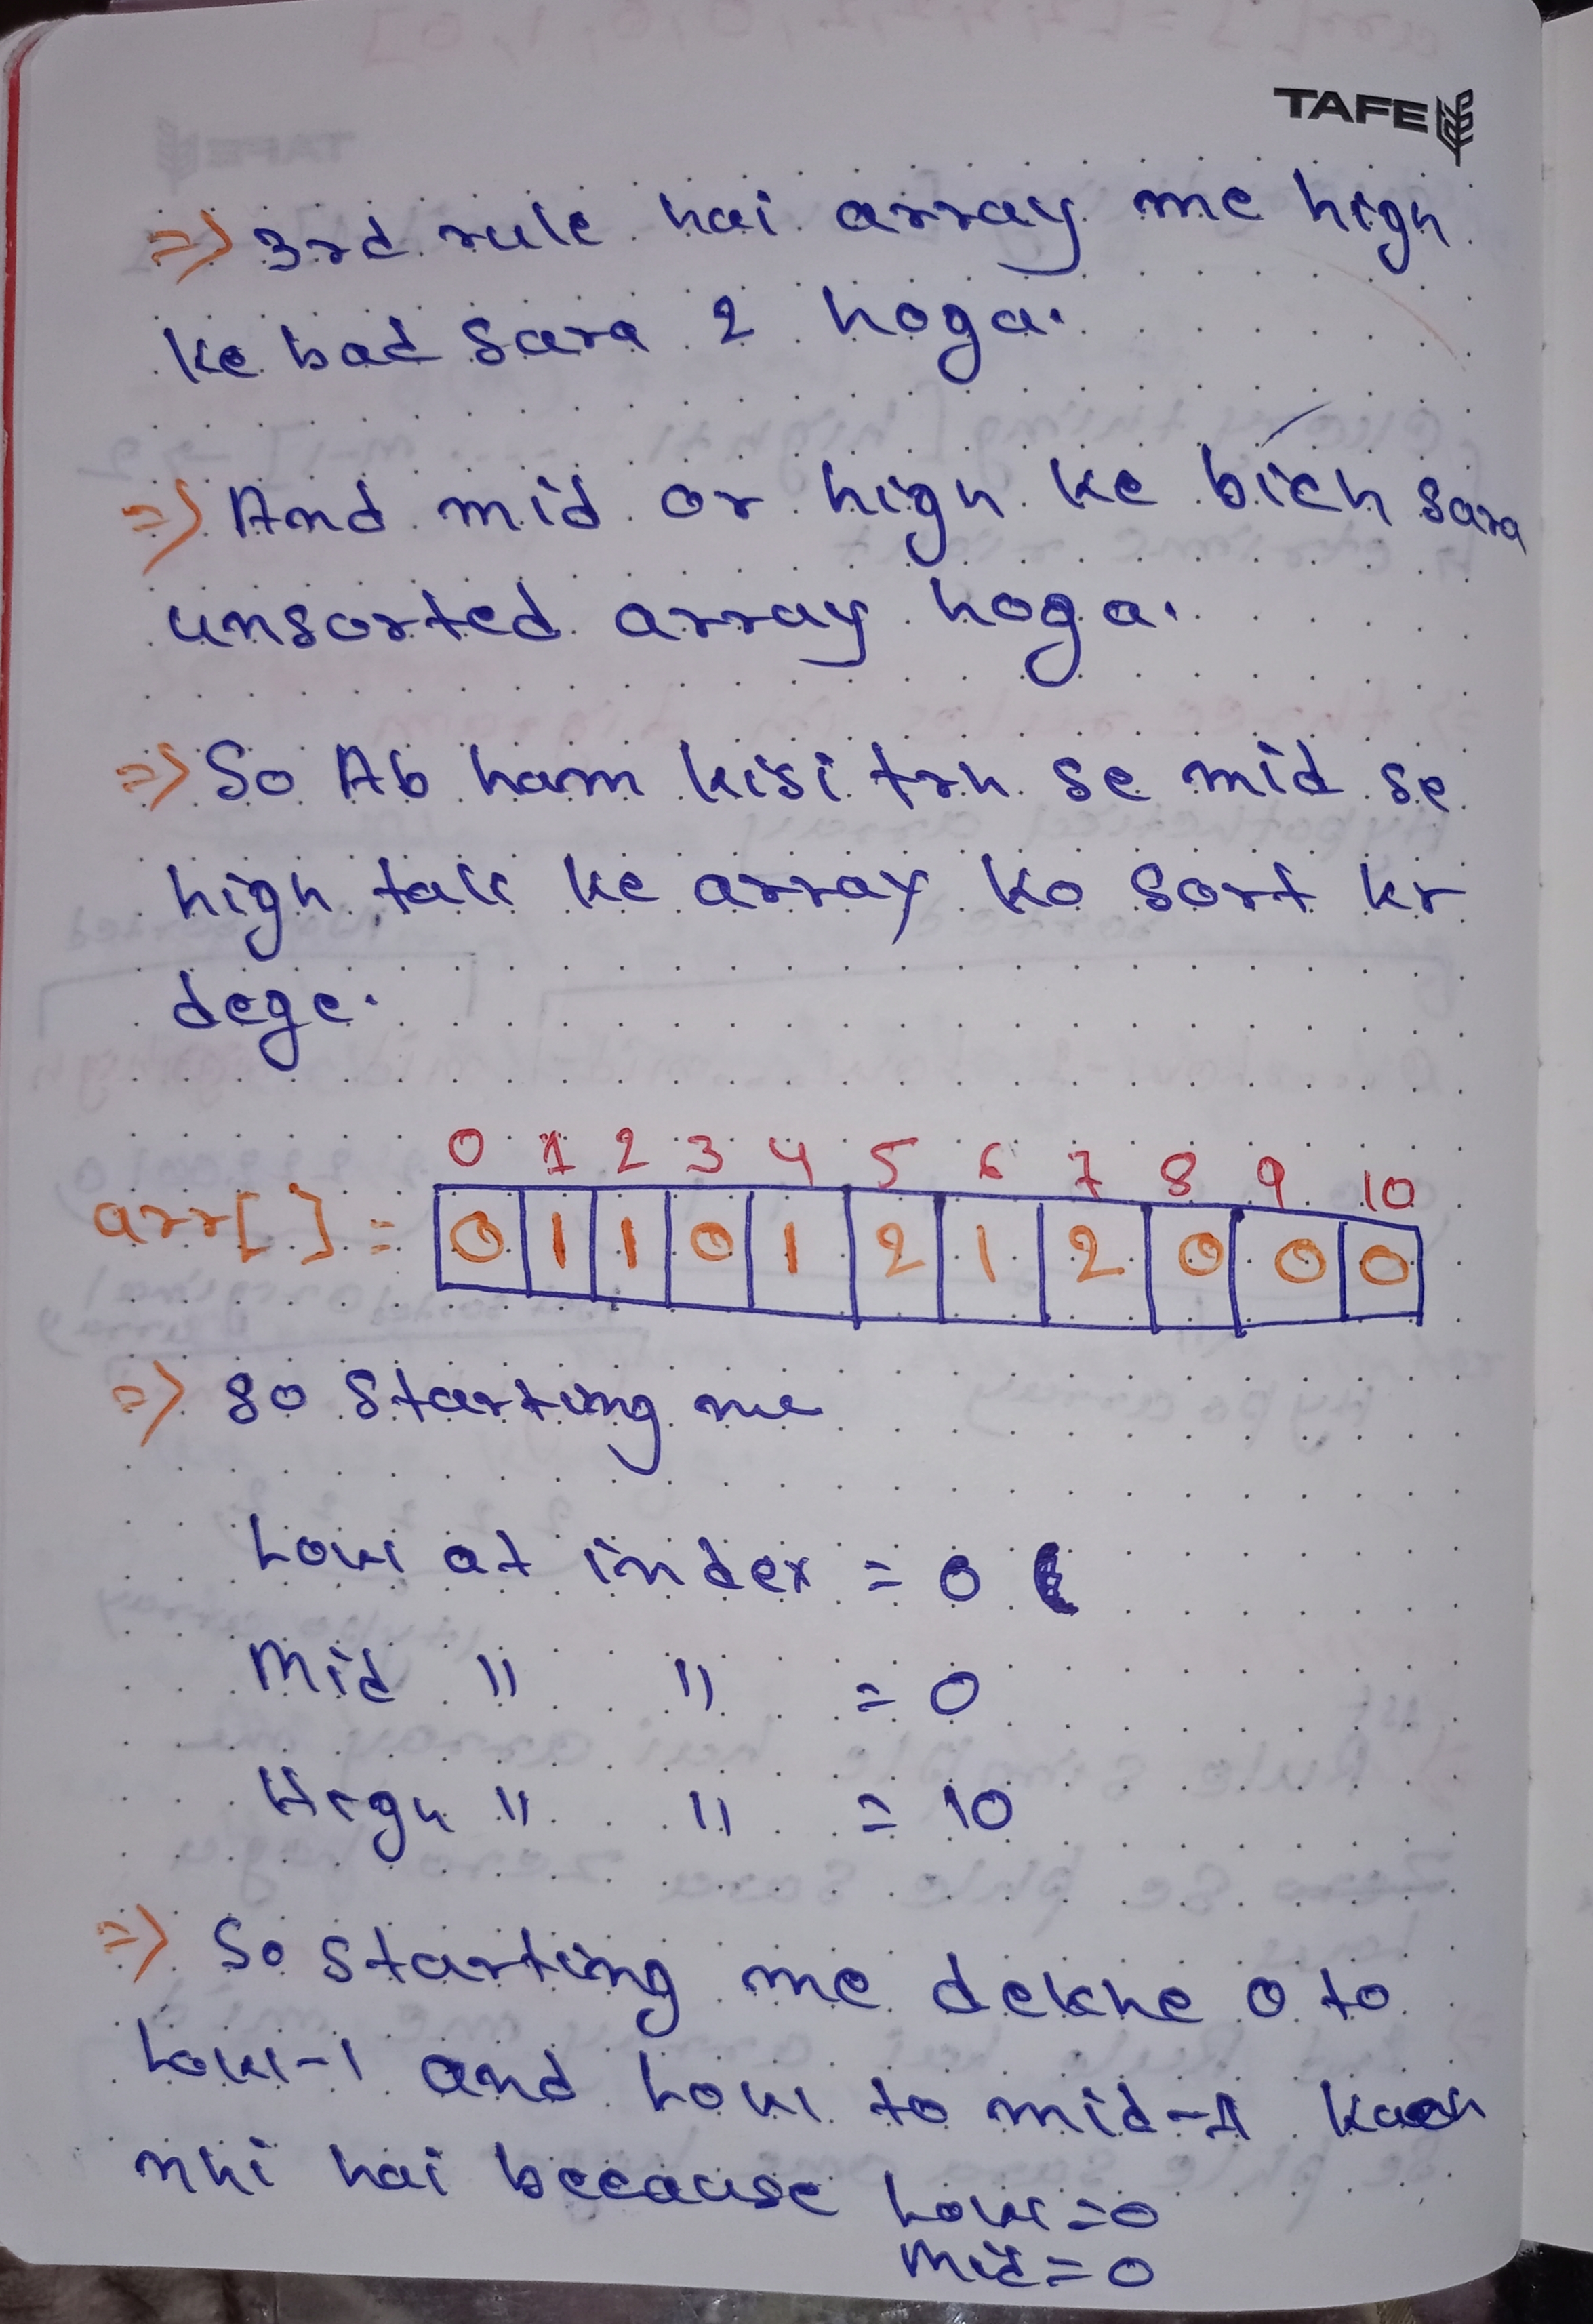 TAFE
=> 3rd rule hai array me high
ke bad sara 2 hoga.
=> And mid or high ke bich sara
unsorted array hoga.
=> So Ab ham kisi trh se mid se
high tak ke array ko sort kr
dege.
0 1 2 3 4 5 6 7 8 9 10
arr[] = 0 1 1 0 1 2 1 2 0 0 0
=> so starting me
Low at index = 0
Mid " " = 0
High " " = 10
=> So starting me dekhe 0 to
Low-1 and Low to mid-1 kuch
nhi hai because Low=0
Mid=0